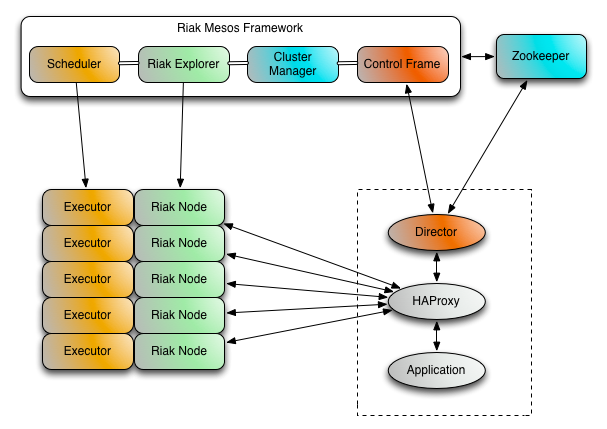 Riak Mesos Framework
Scheduler
Riak Explorer
Cluster
Manager
Control Frame
Zookeeper
Executor
Riak Node
Executor
Riak Node
Executor
Riak Node
Executor
Riak Node
Executor
Riak Node
Director
HAProxy
Application